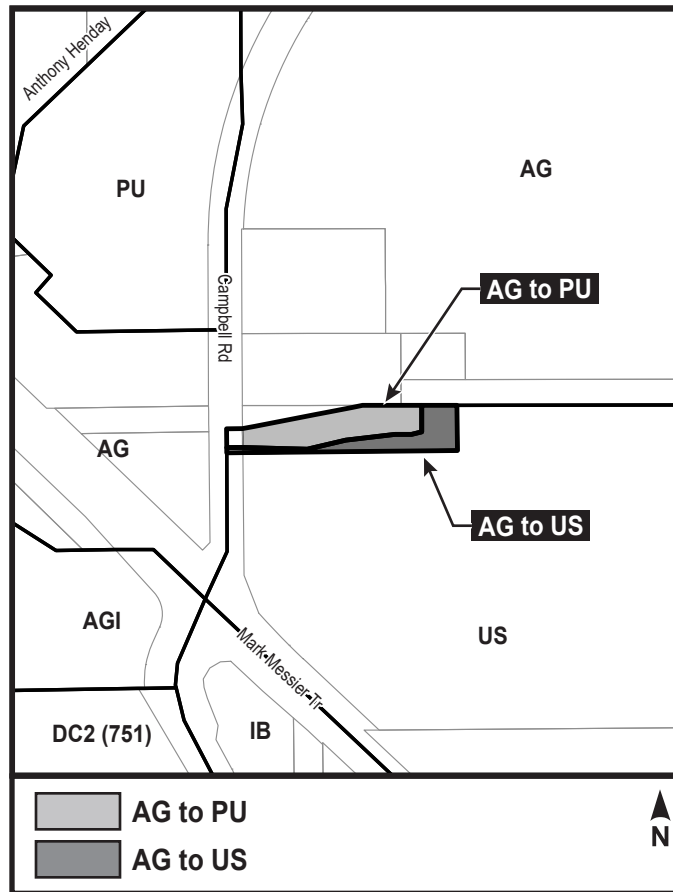 Anthony Henday
PU
AG
Campbell Rd
AG to PU
AG
AG to US
AGI
Mark Messier Tr
US
DC2 (751)
IB
AG to PU
AG to US
N